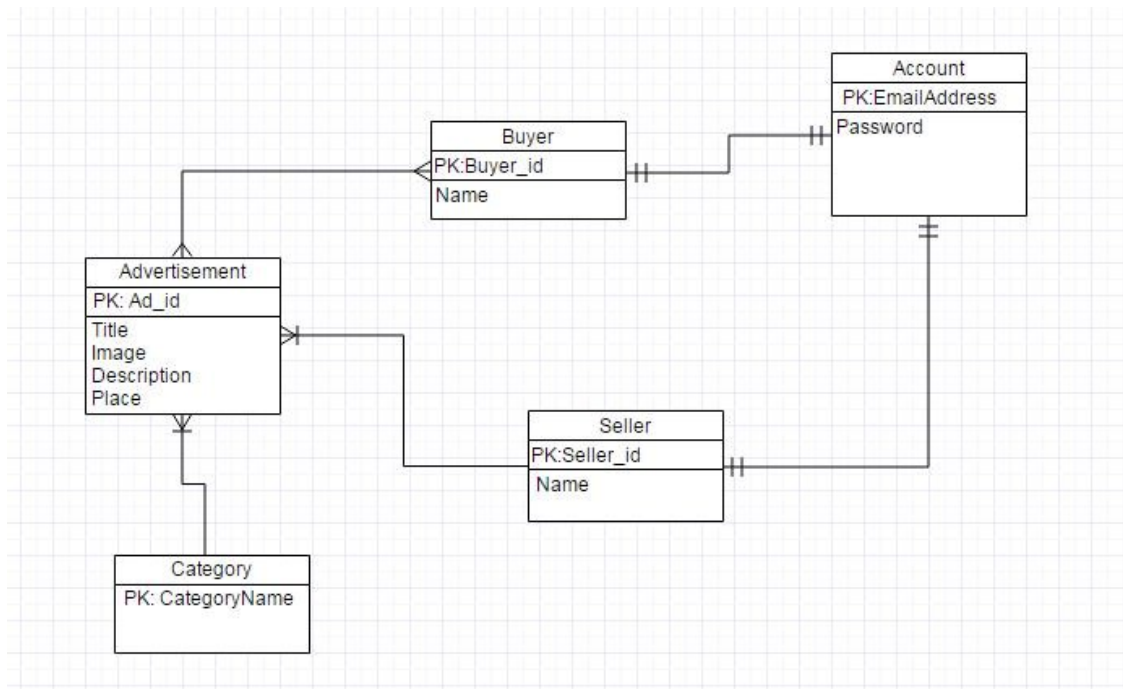 Account
PK:EmailAddress
Password
Buyer
PK:Buyer_id
Name
Advertisement
PK: Ad_id
Title
Image
Description
Place
Seller
PK:Seller_id
Name
Category
PK: CategoryName